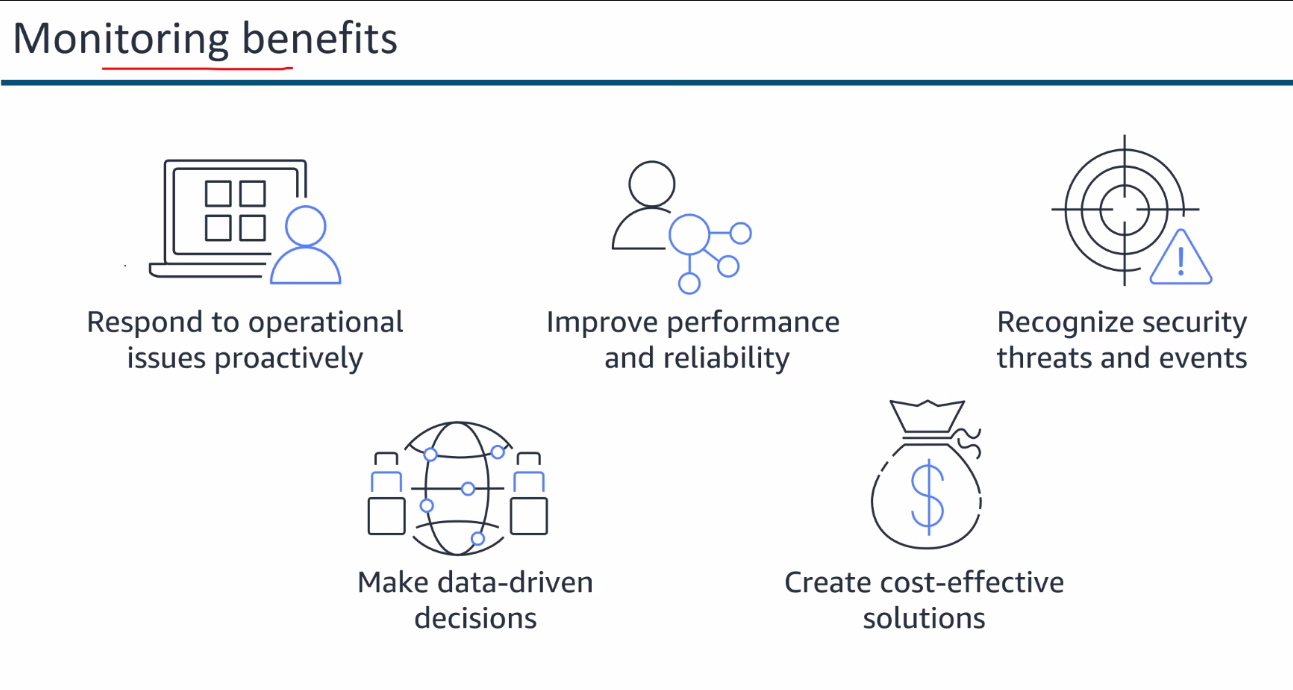 Monitoring benefits
Respond to operational
issues proactively
Improve performance
and reliability
Recognize security
threats and events
Make data-driven
decisions
$
Create cost-effective
solutions